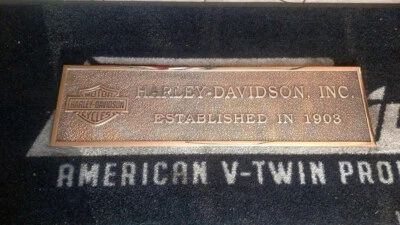 MOTOR
HARLEY-DAVIDSON
CYCLES
HARLEY-DAVIDSON, INC.
ESTABLISHED IN 1903
AMERICAN V-TWIN PRO